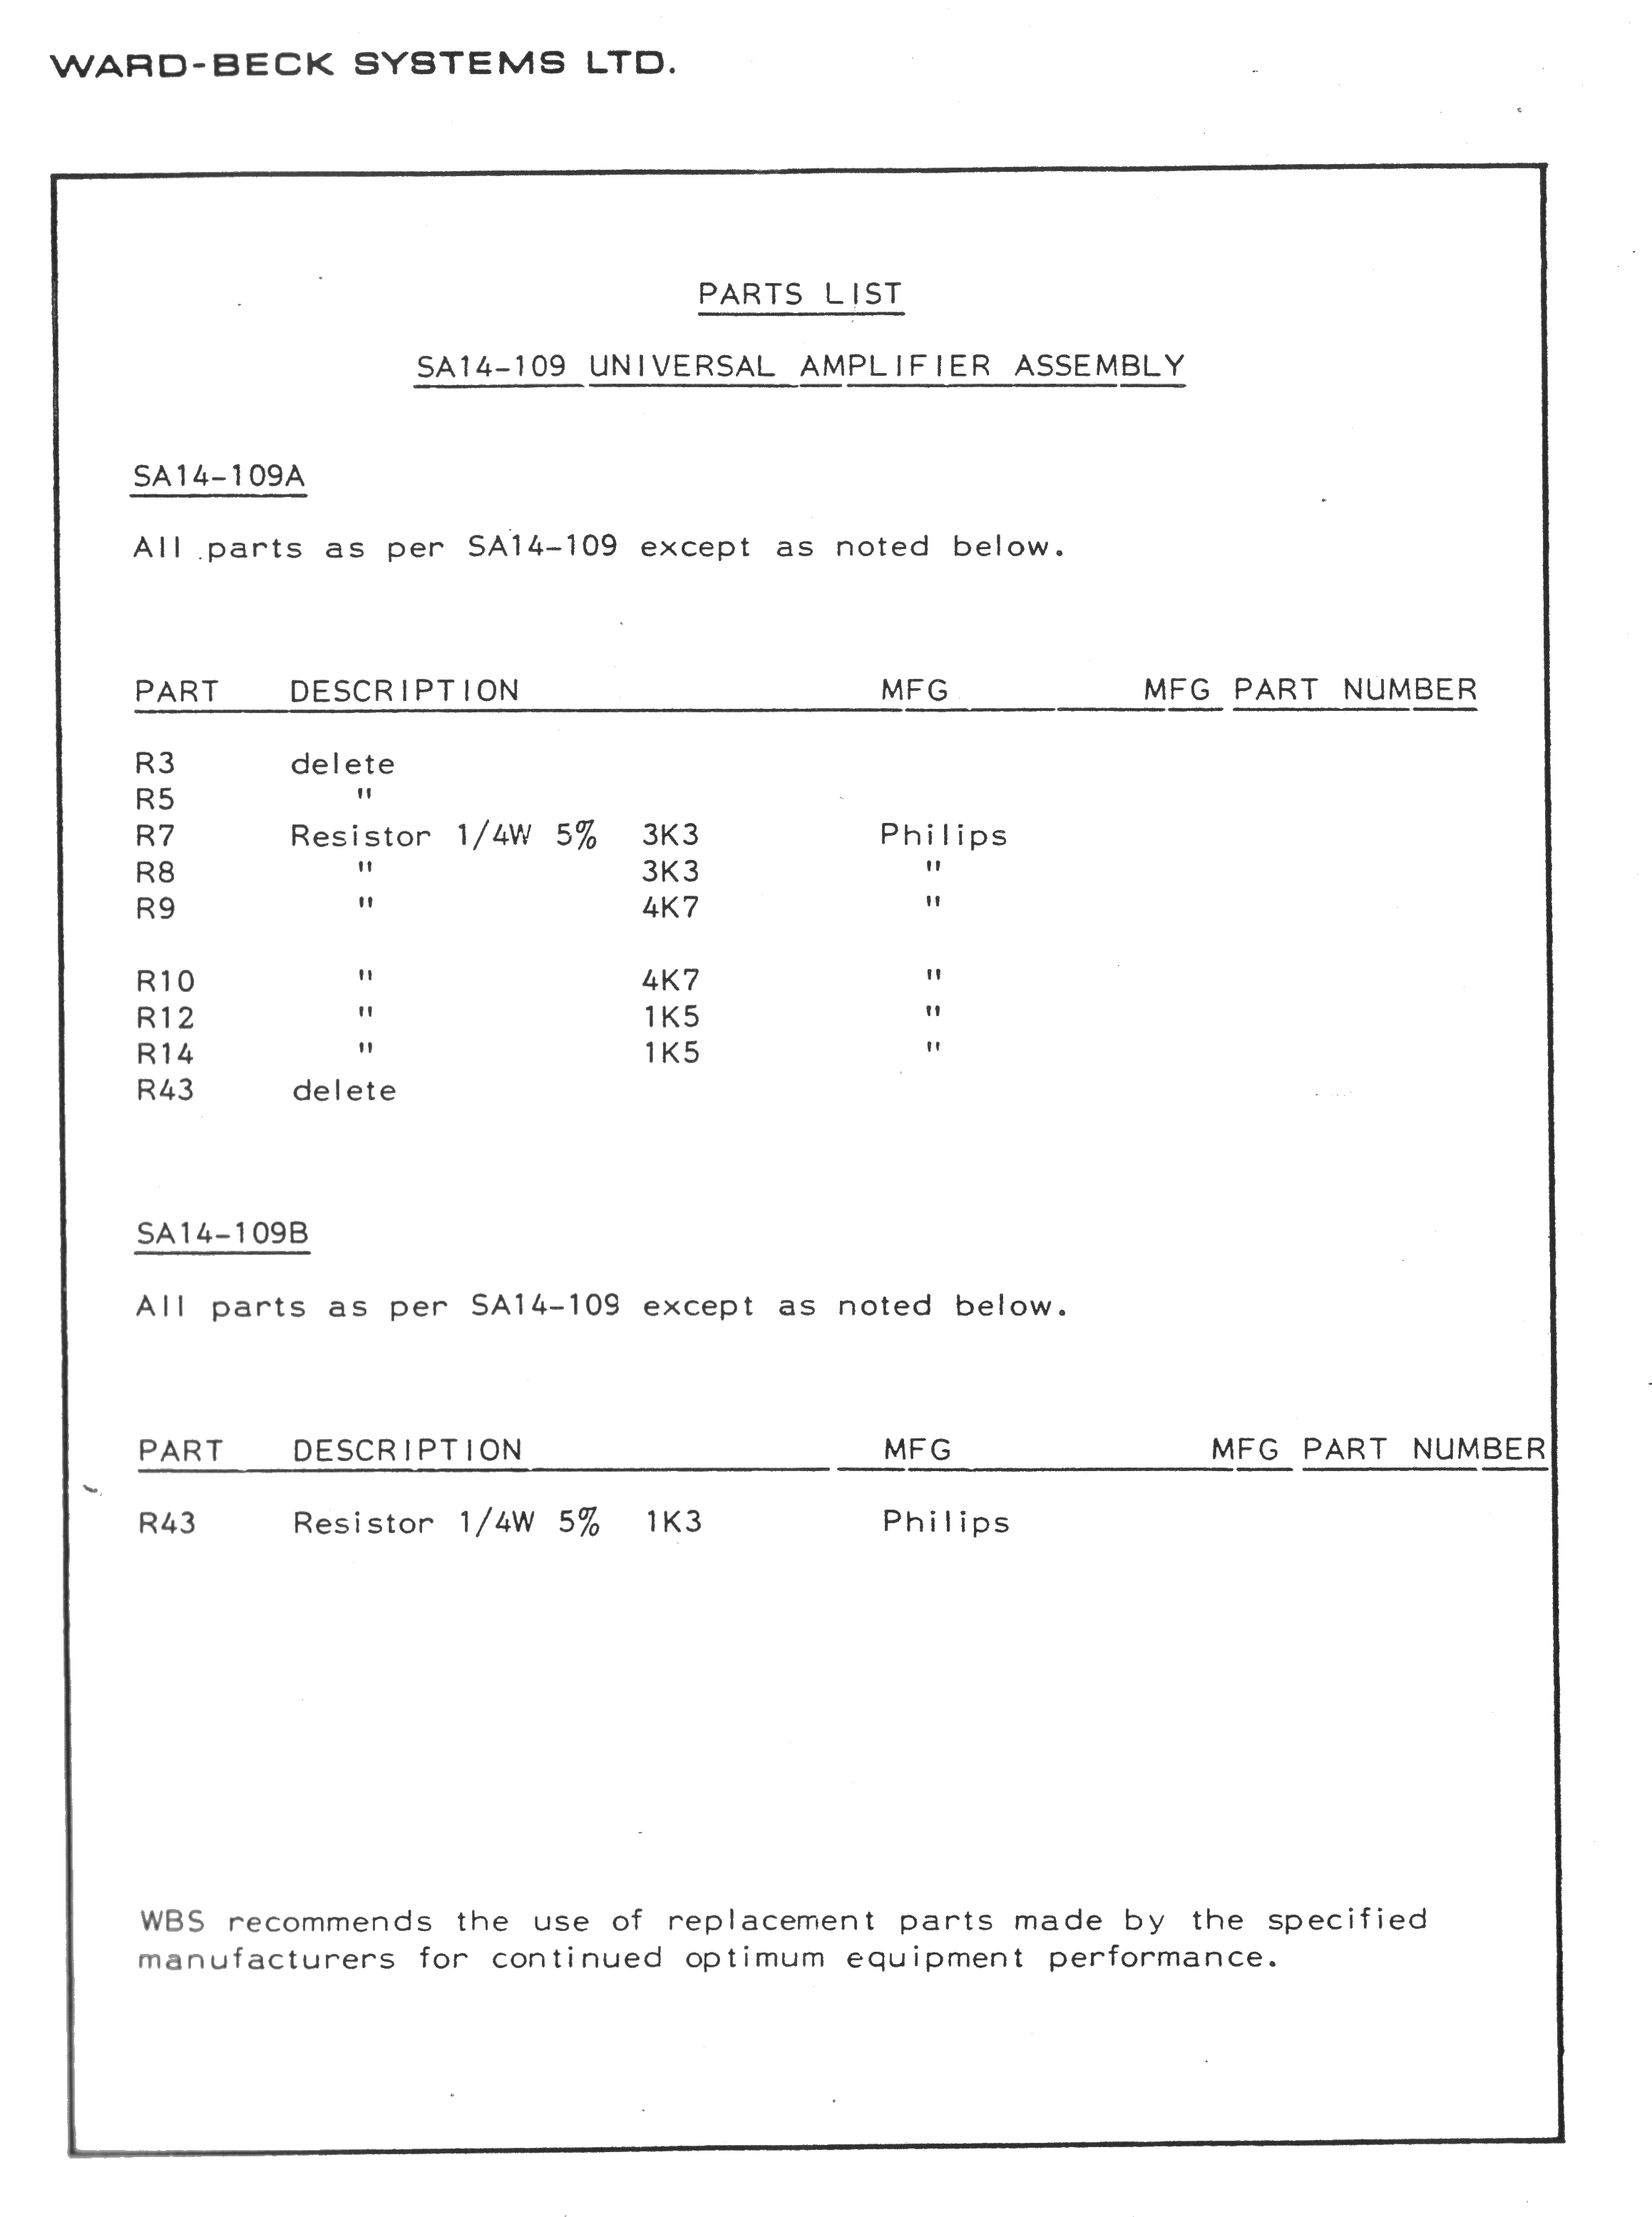 WARD-BECK SYSTEMS LTD.
PARTS LIST
SA14-109 UNIVERSAL AMPLIFIER ASSEMBLY
SA14-109A
All parts as per SA14-109 except as noted below.
PART DESCRIPTION MFG MFG PART NUMBER
R3 delete
R5 "
R7 Resistor 1/4W 5% 3K3 Philips
R8 " 3K3 "
R9 " 4K7 "
R10 " 4K7 "
R12 " 1K5 "
R14 " 1K5 "
R43 delete
SA14-109B
All parts as per SA14-109 except as noted below.
PART DESCRIPTION MFG MFG PART NUMBER
R43 Resistor 1/4W 5% 1K3 Philips
WBS recommends the use of replacement parts made by the specified
manufacturers for continued optimum equipment performance.